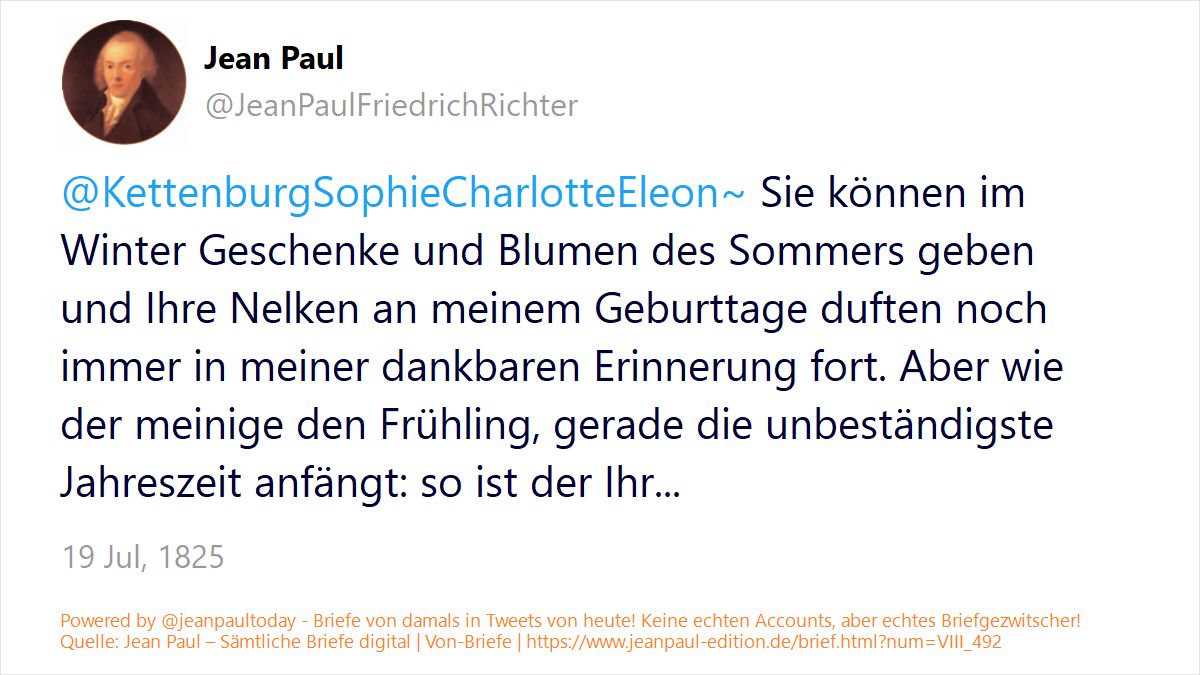 Jean Paul
@JeanPaulFriedrichRichter
@KettenburgSophieCharlotteEleon~ Sie können im
Winter Geschenke und Blumen des Sommers geben
und Ihre Nelken an meinem Geburttage duften noch
immer in meiner dankbaren Erinnerung fort. Aber wie
der meinige den Frühling, gerade die unbeständigste
Jahreszeit anfängt: so ist der Ihr...
19 Jul, 1825
Powered by @jeanpaultoday - Briefe von damals in Tweets von heute! Keine echten Accounts, aber echtes Briefgezwitscher!
Quelle: Jean Paul – Sämtliche Briefe digital | Von-Briefe | https://www.jeanpaul-edition.de/brief.html?num=VIII_492